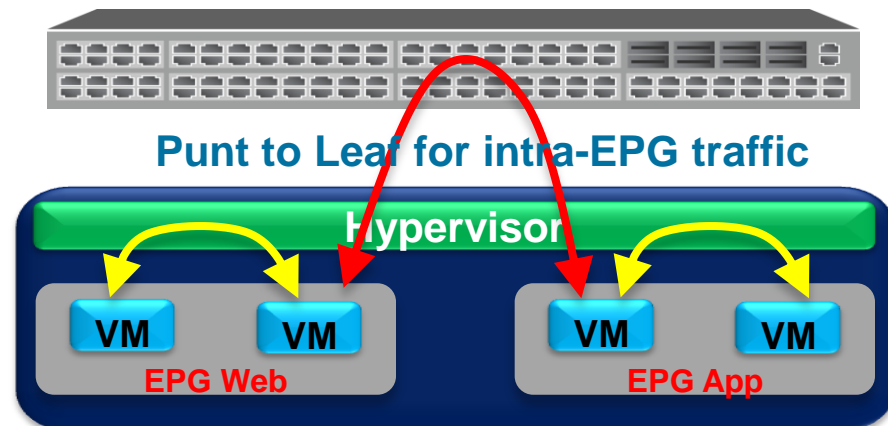 Punt to Leaf for intra-EPG traffic
Hypervisor
VM VM VM VM
EPG Web EPG App